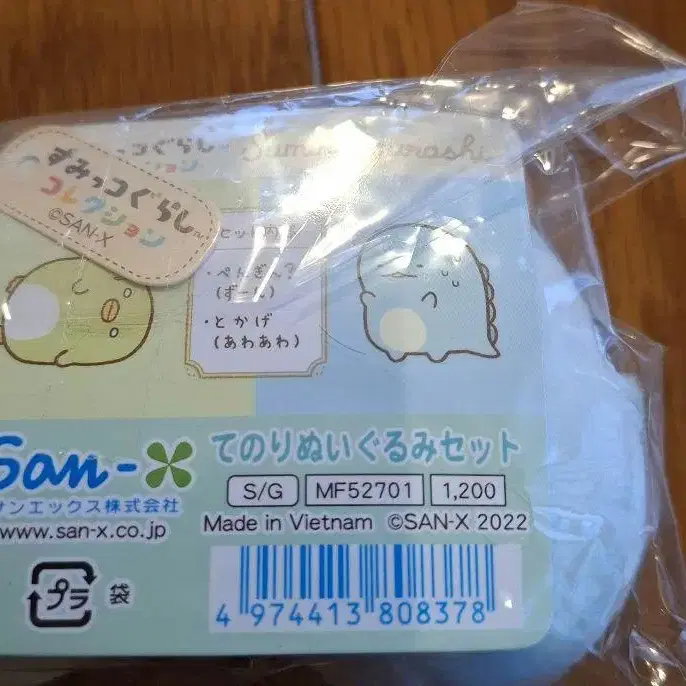 すみっコぐらし
コレクション
©SAN-X
Sumikkogurashi
セット内
・ぺんぎん?
(ずーん)
・とかげ
(あわあわ)
San-X
サンエックス株式会社
www.san-x.co.jp
てのりぬいぐるみセット
S/G MF52701 1,200
Made in Vietnam ©SAN-X 2022
プラ 袋
4 974413 808378